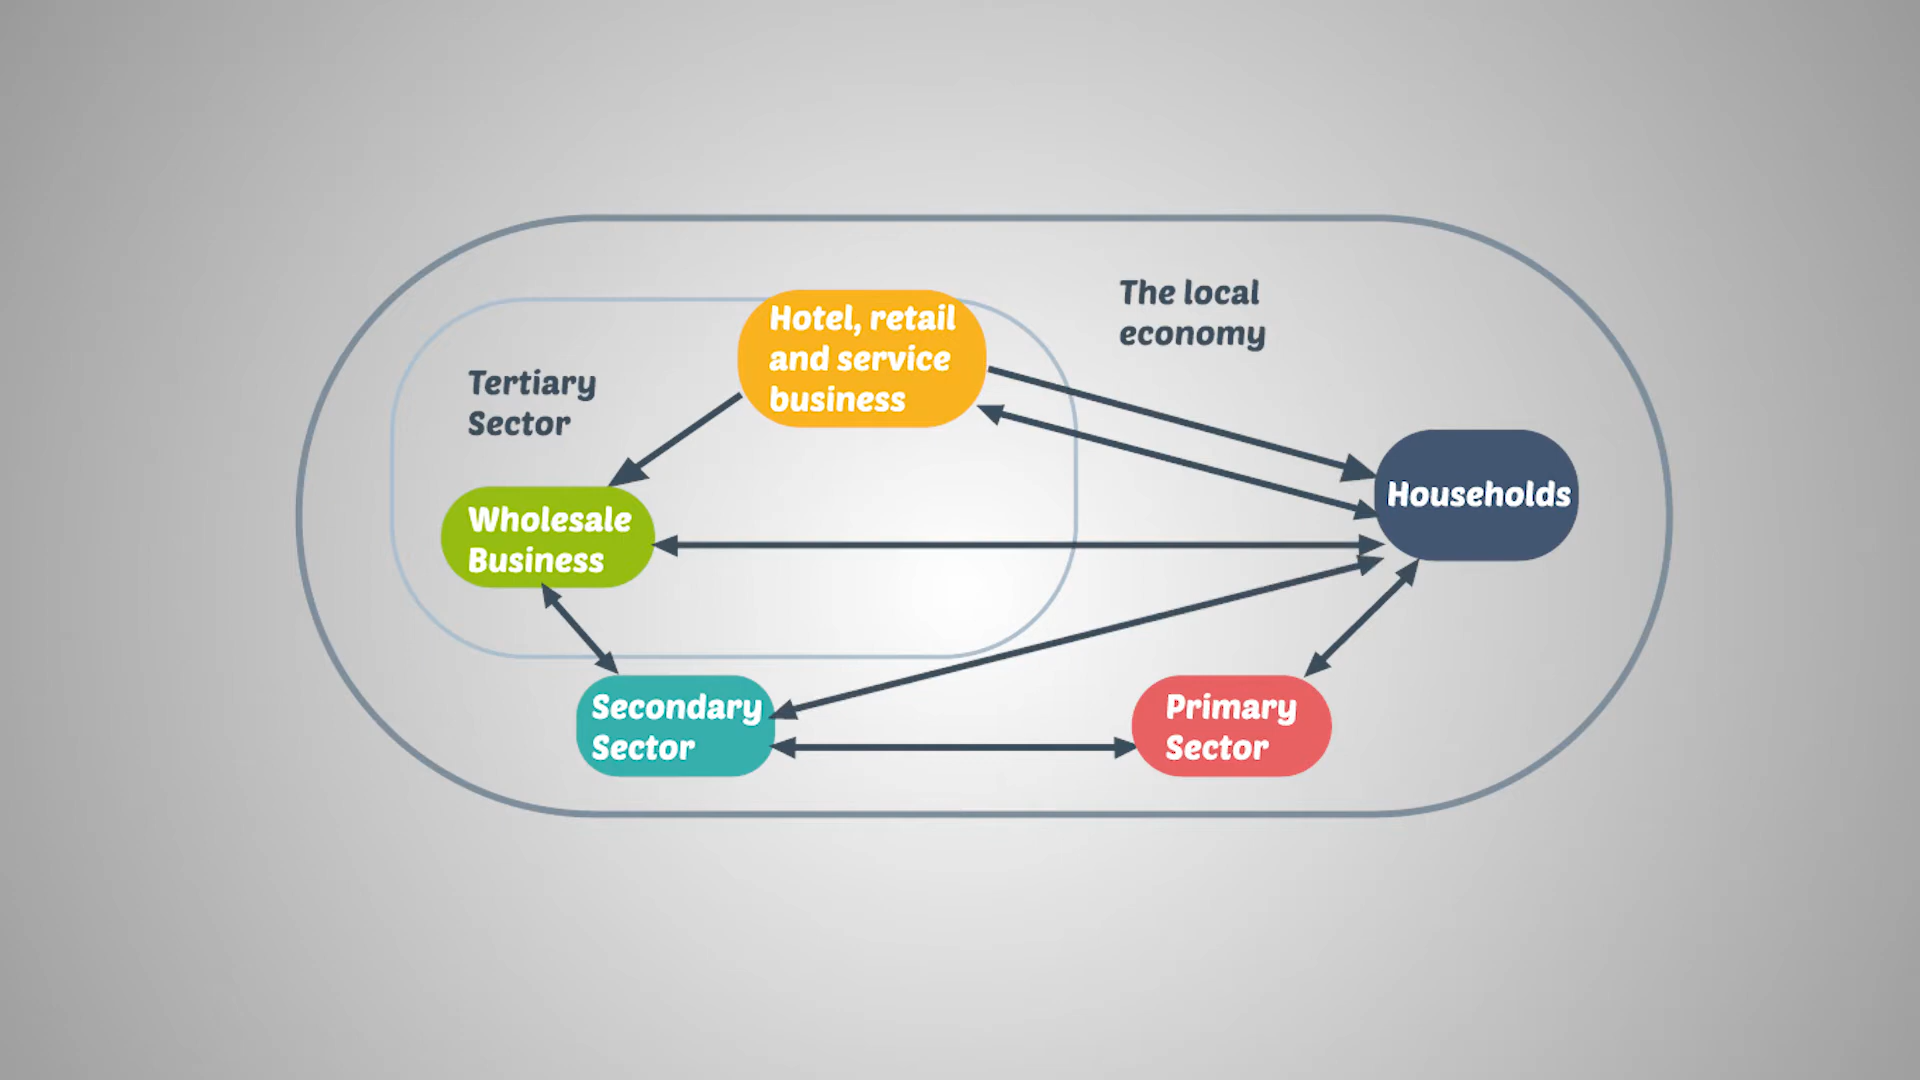 The local
economy
Hotel, retail
and service
business
Tertiary
Sector
Households
Wholesale
Business
Secondary
Sector
Primary
Sector